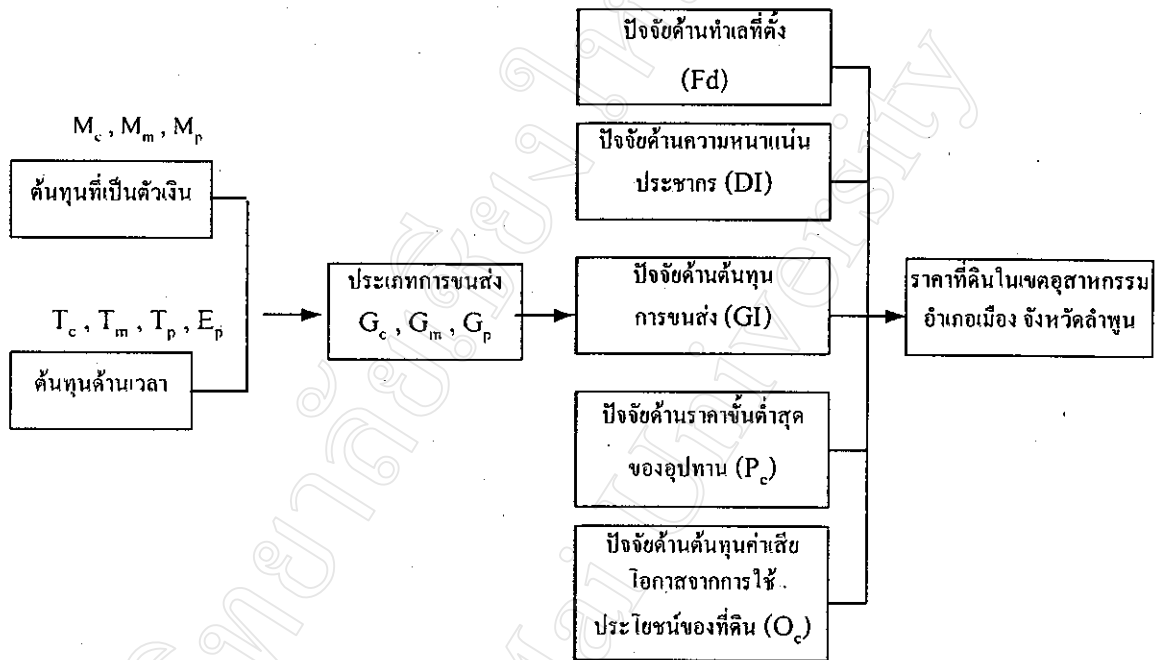 M_c , M_m , M_p
ต้นทุนที่เป็นตัวเงิน
T_c , T_m , T_p , E_p
ต้นทุนด้านเวลา
ประเภทการขนส่ง
G_c , G_m , G_p
ปัจจัยด้านทำเลที่ตั้ง
(Fd)
ปัจจัยด้านความหนาแน่น
ประชากร (DI)
ปัจจัยด้านต้นทุน
การขนส่ง (GI)
ปัจจัยด้านราคาขั้นต่ำสุด
ของอุปทาน (P_c)
ปัจจัยด้านต้นทุนค่าเสีย
โอกาสจากการใช้
ประโยชน์ของที่ดิน (O_c)
ราคาที่ดินในเขตอุสาหกรรม
อำเภอเมือง จังหวัดลำพูน
Mai University